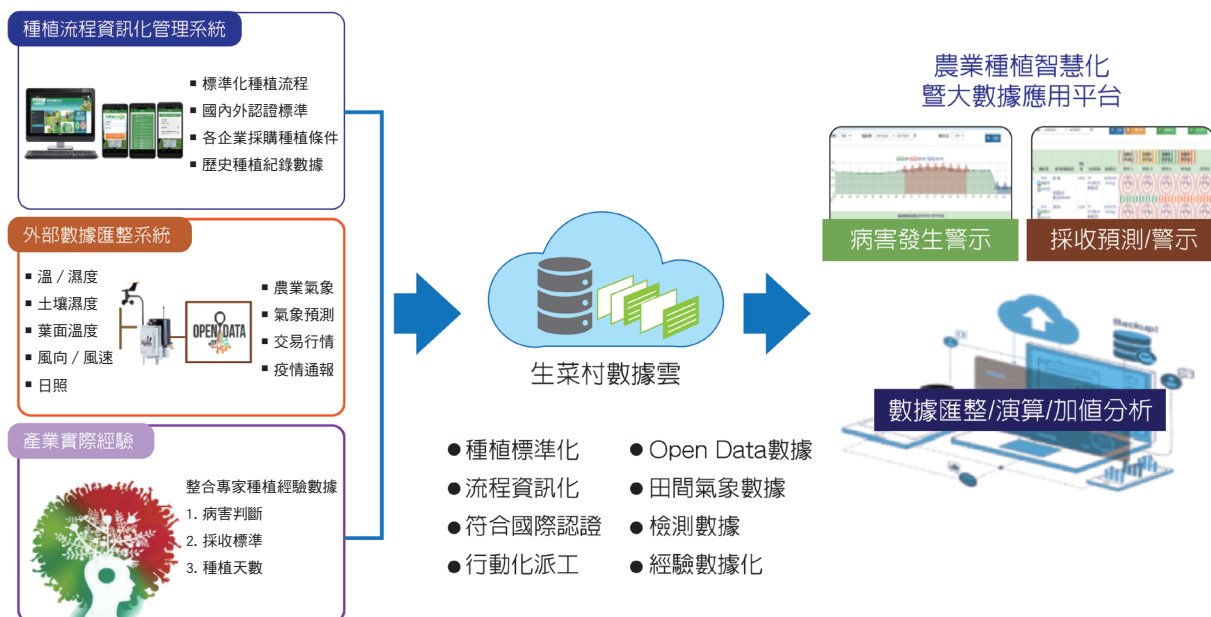 種植流程資訊化管理系統
▪ 標準化種植流程
▪ 國內外認證標準
▪ 各企業採購種植條件
▪ 歷史種植紀錄數據
外部數據匯整系統
▪ 溫 / 濕度
▪ 土壤濕度
▪ 葉面溫度
▪ 風向 / 風速
▪ 日照
OPEN DATA
▪ 農業氣象
▪ 氣象預測
▪ 交易行情
▪ 疫情通報
產業實際經驗
整合專家種植經驗數據
1. 病害判斷
2. 採收標準
3. 種植天數
生菜村數據雲
● 種植標準化
● 流程資訊化
● 符合國際認證
● 行動化派工
● Open Data數據
● 田間氣象數據
● 檢測數據
● 經驗數據化
農業種植智慧化
暨大數據應用平台
病害發生警示
採收預測/警示
Backup!
數據匯整/演算/加值分析